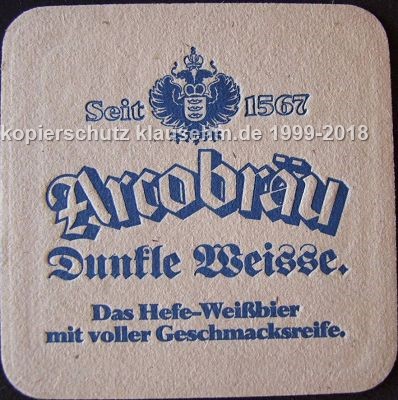 Seit 1567
kopierschutz klausehm.de 1999-2018
Arcobräu
Dunkle Weisse.
Das Hefe-Weißbier
mit voller Geschmacksreife.